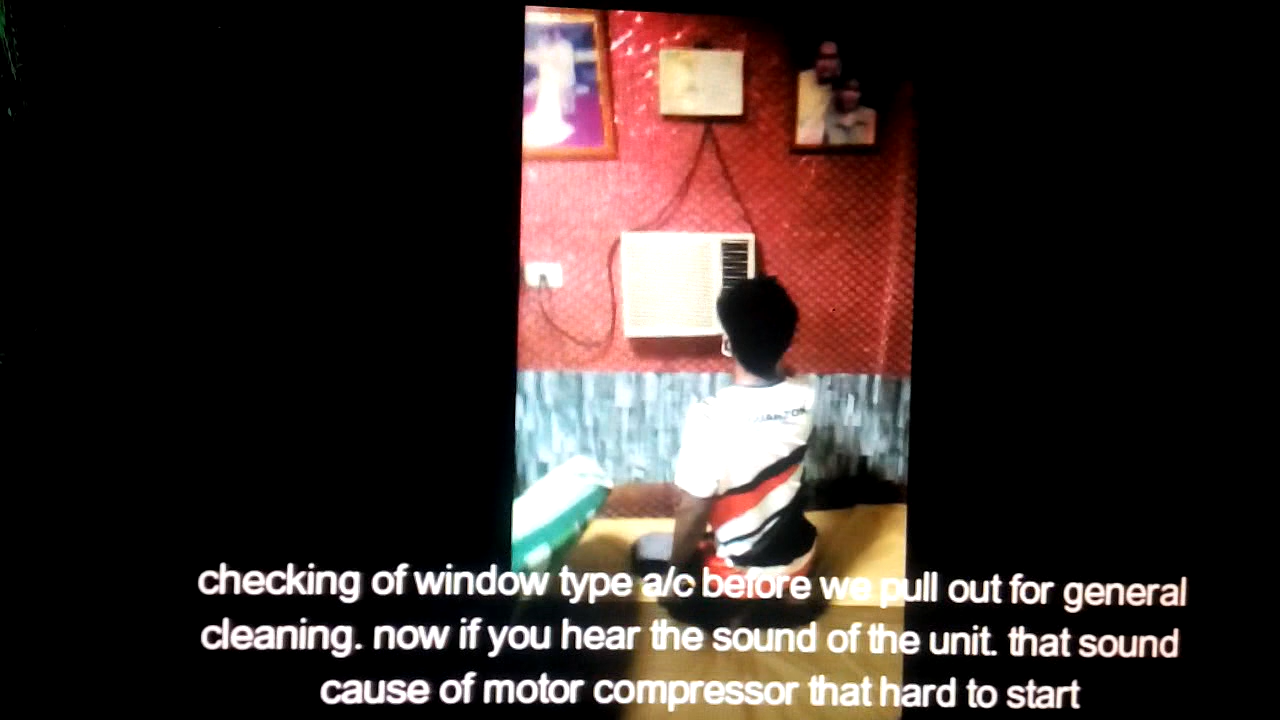 checking of window type a/c before we pull out for general
cleaning. now if you hear the sound of the unit. that sound
cause of motor compressor that hard to start